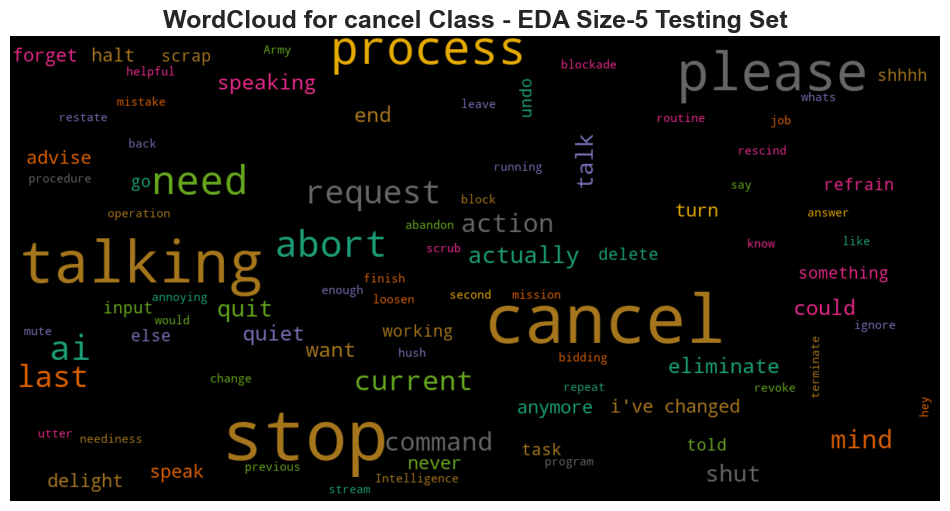 WordCloud for cancel Class - EDA Size-5 Testing Set
process
please
forget
halt
scrap
Army
helpful
speaking
blockade
shhhh
mistake
restate
end
leave
undo
whats
routine
job
back
advise
procedure
go
need
running
talk
rescind
say
refrain
operation
request
block
abandon
action
turn
answer
talking
abort
scrub
actually
delete
know
like
something
finish
annoying
enough
loosen
second
mission
input
would
quit
cancel
could
ignore
mute
else
quiet
working
ai
want
hush
bidding
eliminate
terminate
last
change
current
repeat
revoke
hey
anymore
i've changed
utter
neediness
stop
command
task
told
mind
previous
never
program
delight
speak
Intelligence
stream
shut